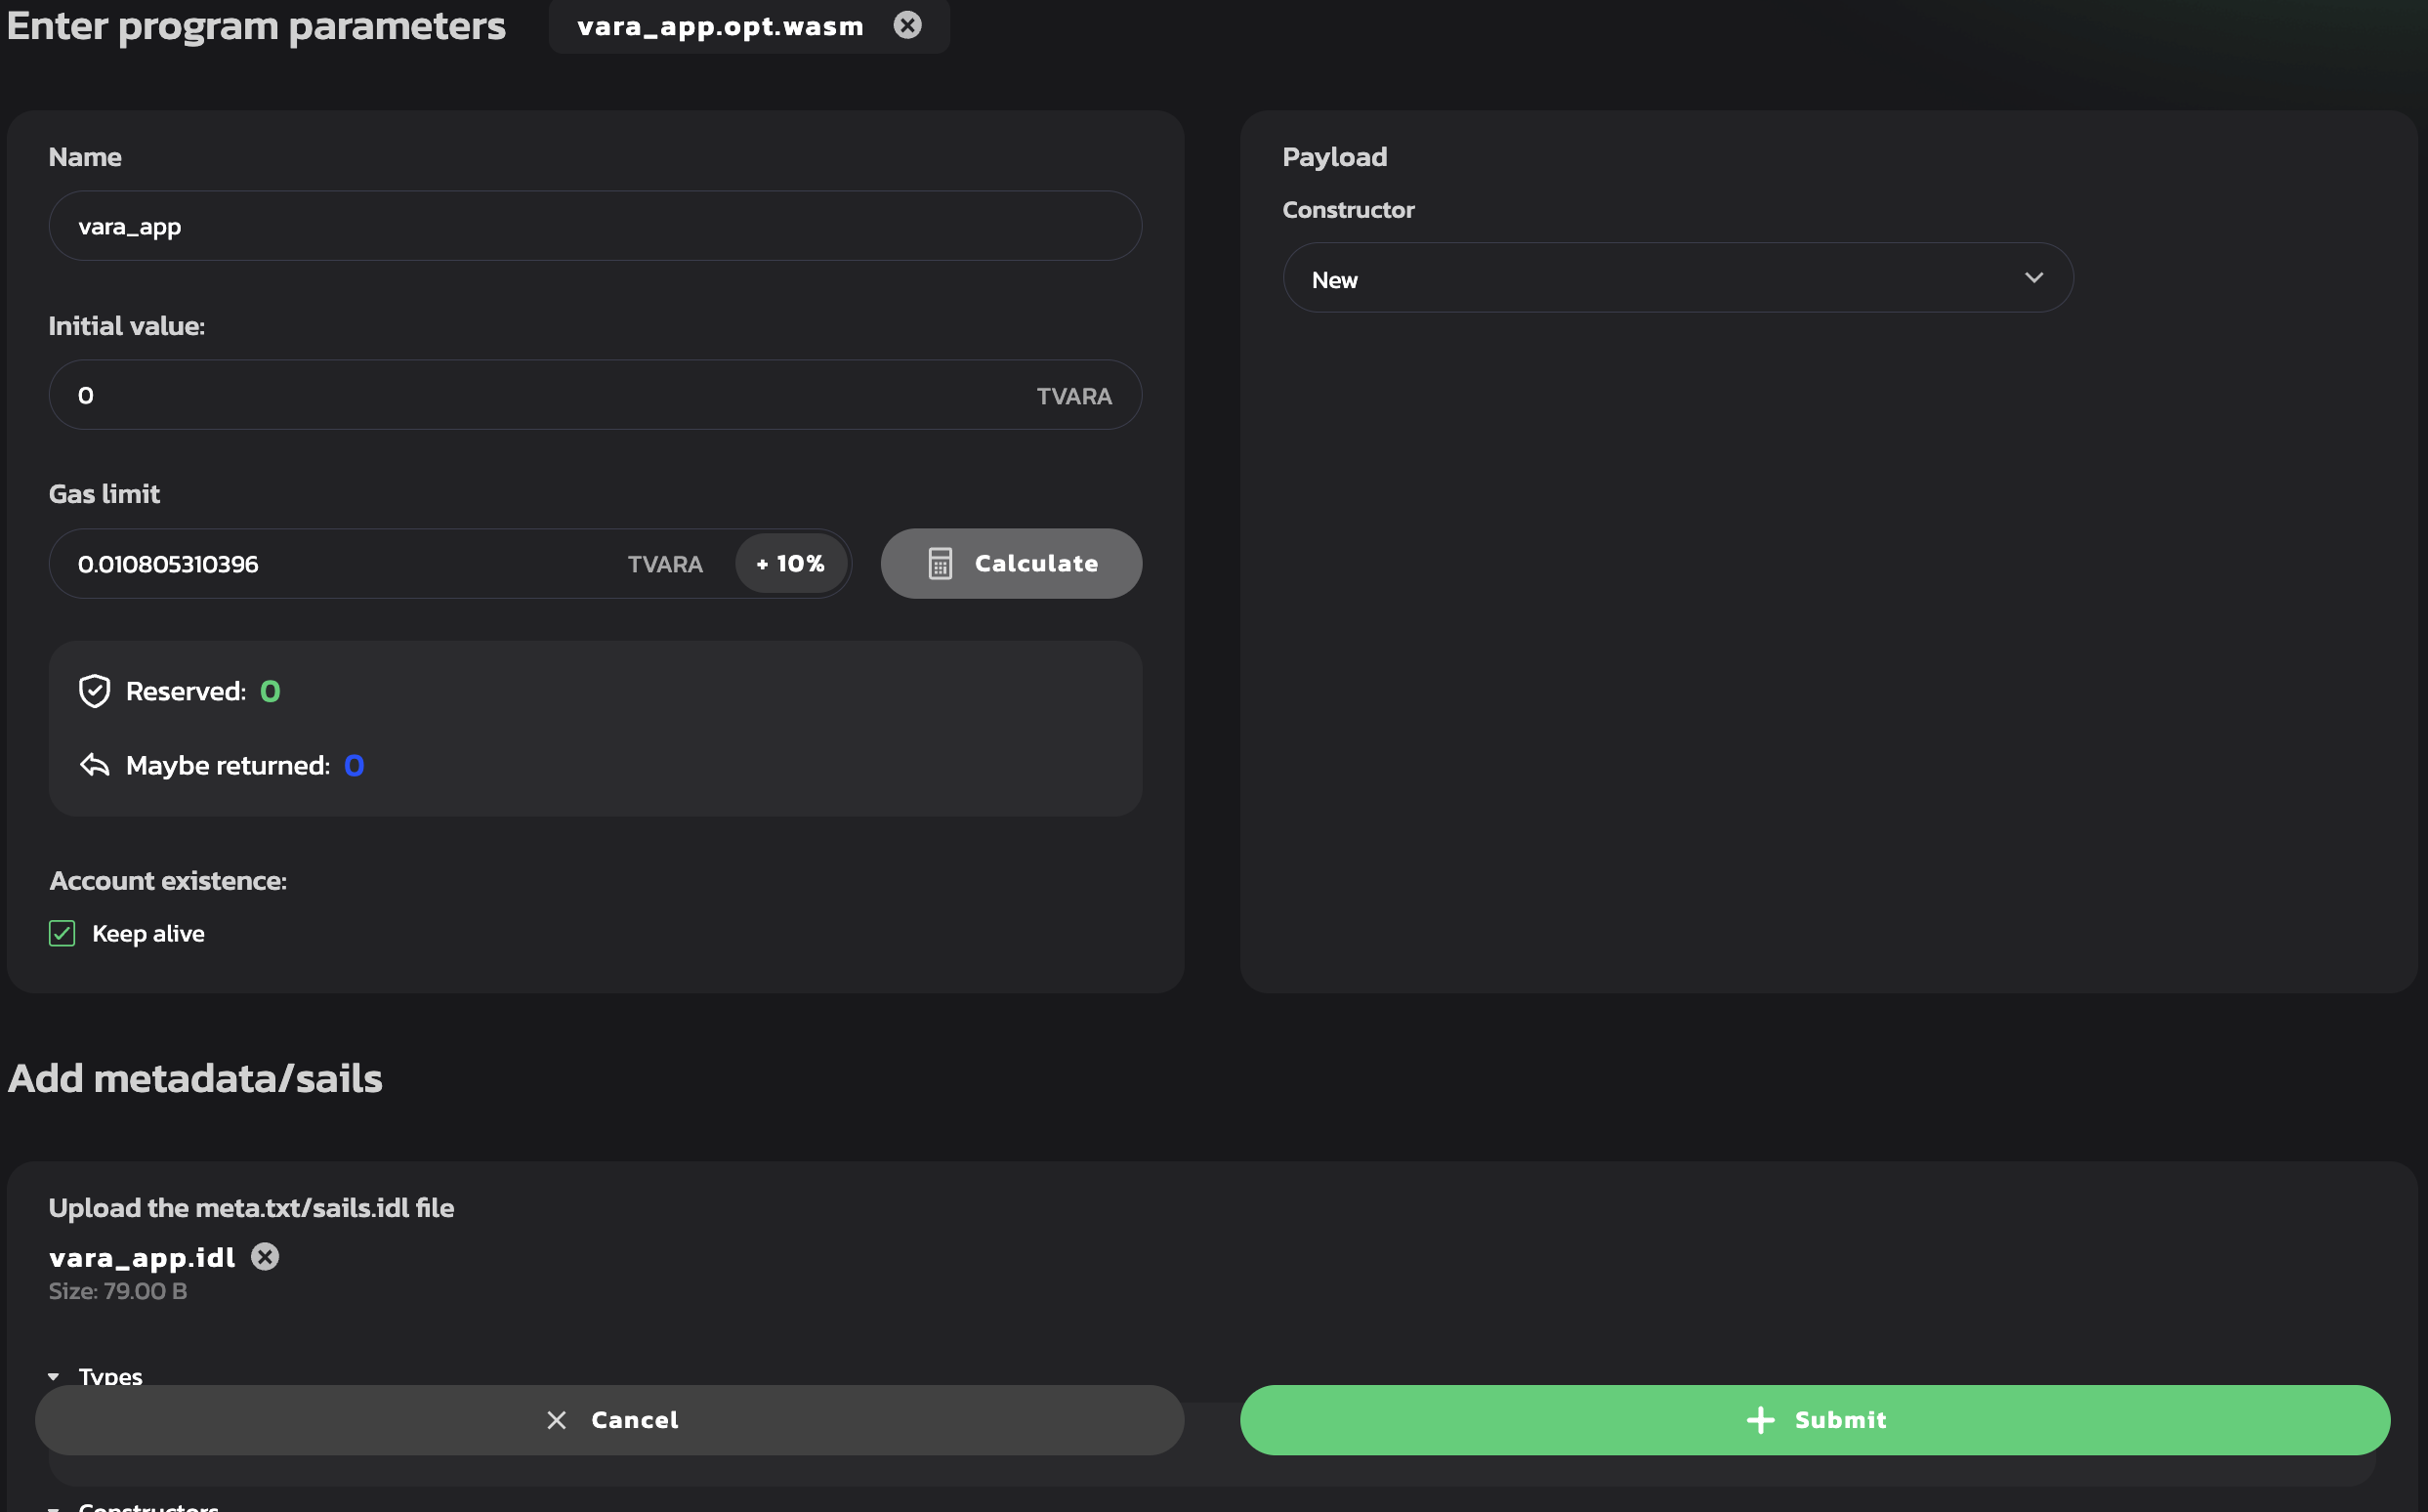 Enter program parameters
vara_app.opt.wasm
Name
vara_app
Initial value:
0 TVARA
Gas limit
0.010805310396 TVARA + 10% Calculate
Reserved: 0
Maybe returned: 0
Account existence:
Keep alive
Payload
Constructor
New
Add metadata/sails
Upload the meta.txt/sails.idl file
vara_app.idl
Size: 79.00 B
Types
Cancel
Submit
Constructors